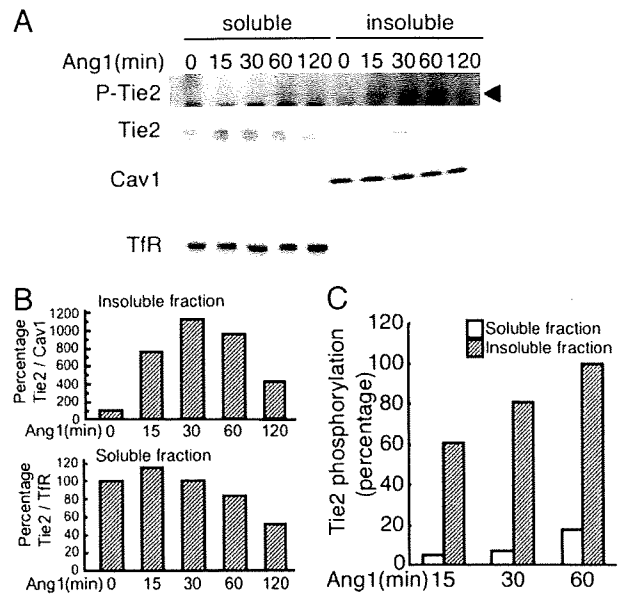 A
soluble insoluble
Ang1(min) 0 15 30 60 120 0 15 30 60 120
P-Tie2
Tie2
Cav1
TfR
B
Insoluble fraction
Percentage
Tie2 / Cav1
1200
1000
800
600
400
200
0
Ang1(min) 0 15 30 60 120
Soluble fraction
Percentage
Tie2 / TfR
120
100
80
60
40
20
0
Ang1(min) 0 15 30 60 120
C
Soluble fraction
Insoluble fraction
Tie2 phosphorylation
(percentage)
120
100
80
60
40
20
0
Ang1(min) 15 30 60